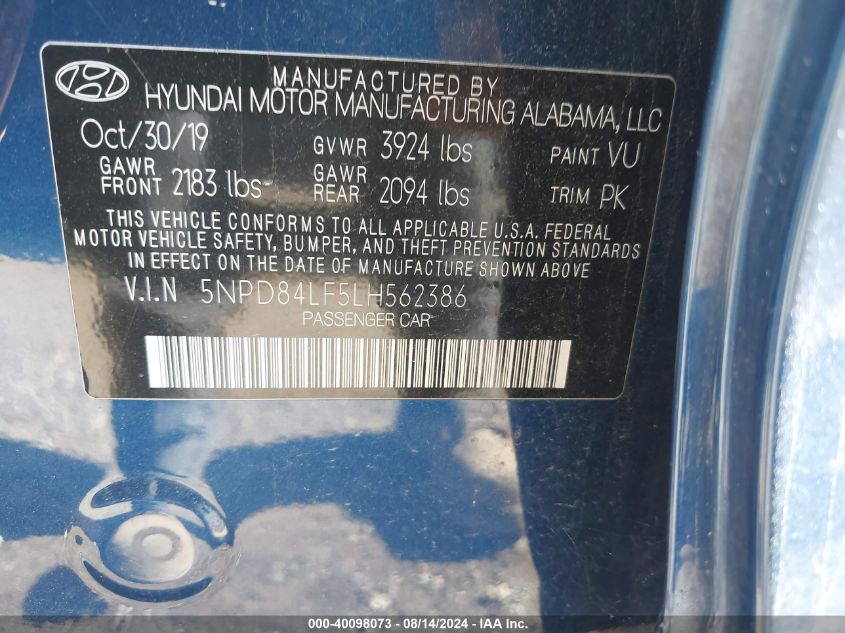 MANUFACTURED BY
HYUNDAI MOTOR MANUFACTURING ALABAMA, LLC
Oct/30/19 GVWR 3924 lbs PAINT VU
GAWR FRONT 2183 lbs GAWR REAR 2094 lbs TRIM PK
THIS VEHICLE CONFORMS TO ALL APPLICABLE U.S.A. FEDERAL
MOTOR VEHICLE SAFETY, BUMPER, AND THEFT PREVENTION STANDARDS
IN EFFECT ON THE DATE OF MANUFACTURE SHOWN ABOVE.
V.I.N 5NPD84LF5LH562386
PASSENGER CAR
000-40098073 - 08/14/2024 - IAA Inc.